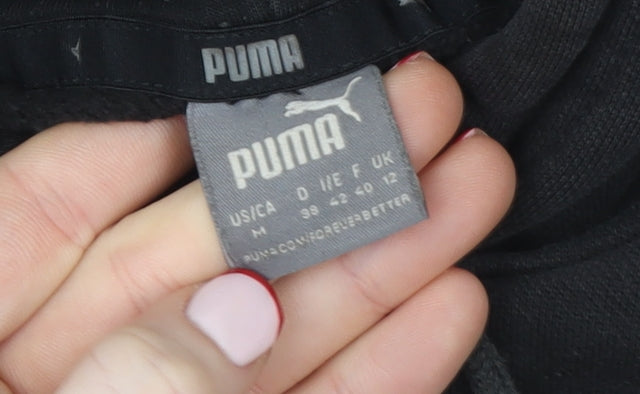 PUMA
PUMA
US/CA D I/E F UK
M 38 42 40 12
PUMA.COM/FOREVERBETTER